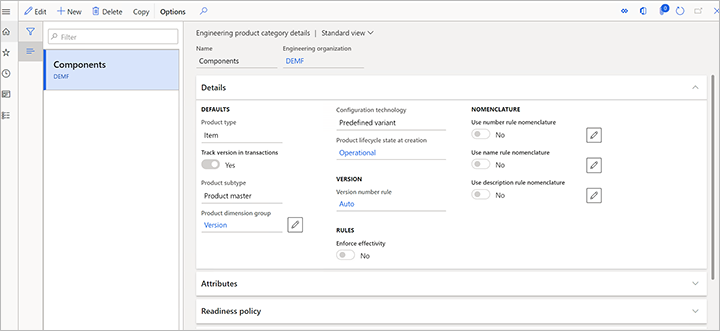 Edit
New
Delete
Copy
Options
0
Filter
Components
DEMF
Engineering product category details | Standard view
Name
Components
Engineering organization
DEMF
Details
DEFAULTS
Product type
Item
Track version in transactions
Yes
Product subtype
Product master
Product dimension group
Version
Configuration technology
Predefined variant
Product lifecycle state at creation
Operational
VERSION
Version number rule
Auto
RULES
Enforce effectivity
No
NOMENCLATURE
Use number rule nomenclature
No
Use name rule nomenclature
No
Use description rule nomenclature
No
Attributes
Readiness policy